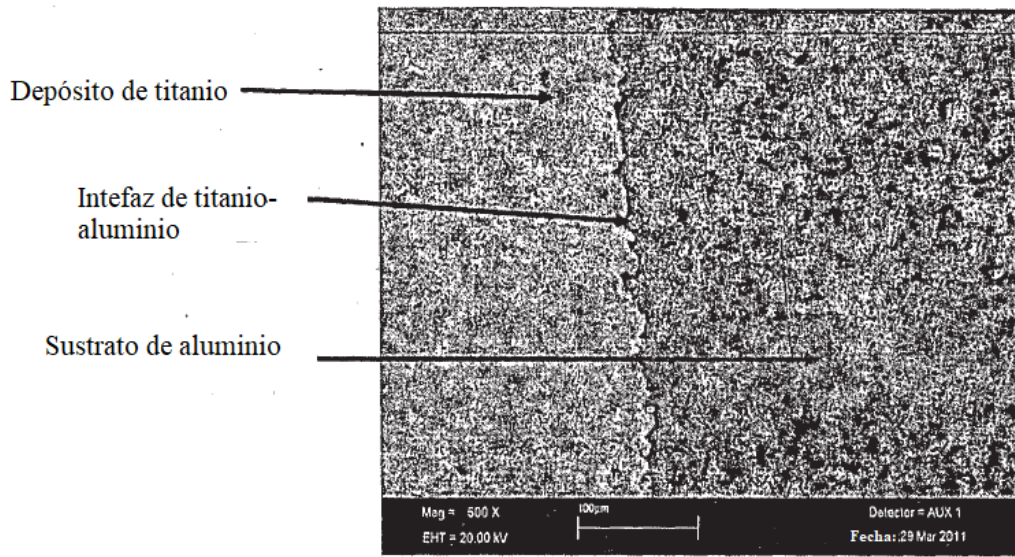 Depósito de titanio
Intefaz de titanio-
aluminio
Sustrato de aluminio
Mag = 500 X
100µm
Detector = AUX 1
EHT = 20.00 kV
Fecha: 29 Mar 2011